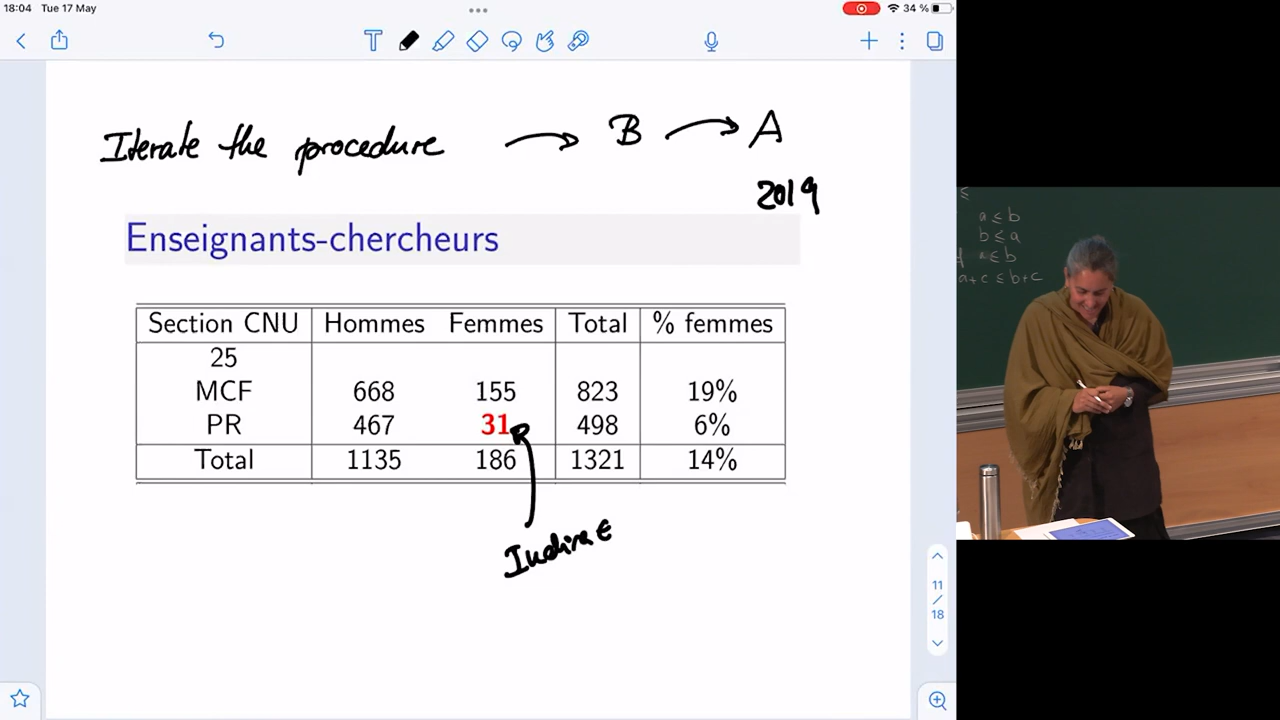 18:04 Tue 17 May
34 %
Iterate the procedure → B → A
2019
Enseignants-chercheurs
Section CNU Hommes Femmes Total % femmes
25
MCF 668 155 823 19%
PR 467 31 498 6%
Total 1135 186 1321 14%
Indira ∈
11
/
18
≤
a ≤ b
b ≤ a
a ≤ b
a+c ≤ b+c